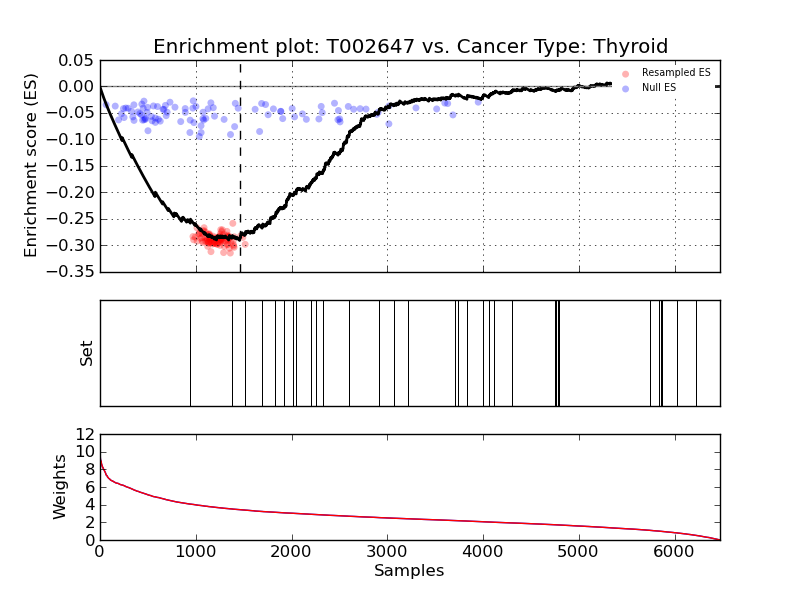 Enrichment plot: T002647 vs. Cancer Type: Thyroid
Enrichment score (ES)
0.05
0.00
−0.05
−0.10
−0.15
−0.20
−0.25
−0.30
−0.35
Resampled ES
Null ES
Set
Weights
12
10
8
6
4
2
0
0 1000 2000 3000 4000 5000 6000
Samples